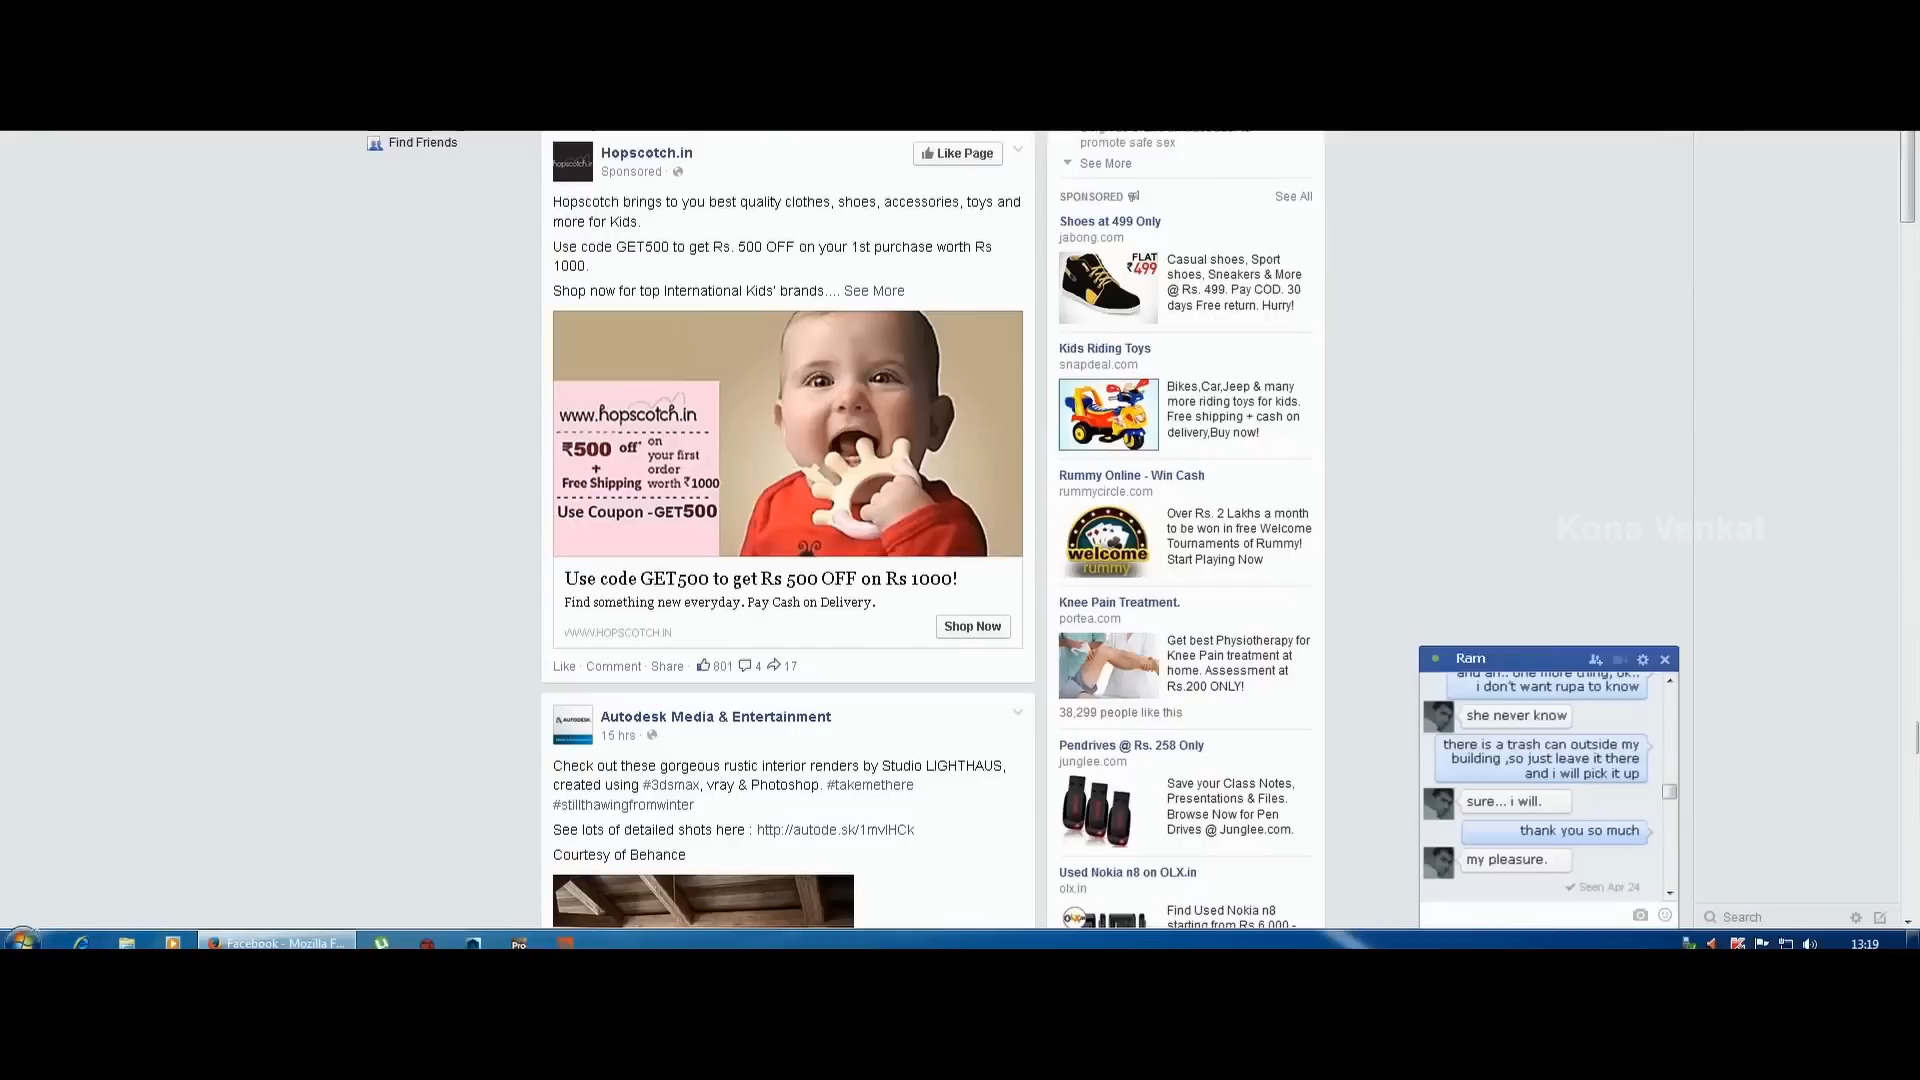 Find Friends
Hopscotch.in
Like Page
Sponsored ·
Hopscotch brings to you best quality clothes, shoes, accessories, toys and
more for Kids.
Use code GET500 to get Rs. 500 OFF on your 1st purchase worth Rs
1000.
Shop now for top International Kids' brands.... See More
www.hopscotch.in
₹500 off* on
your first
+ order
Free Shipping worth ₹1000
Use Coupon -GET500
Use code GET500 to get Rs 500 OFF on Rs 1000!
Find something new everyday. Pay Cash on Delivery.
WWW.HOPSCOTCH.IN
Shop Now
Like · Comment · Share · 801 4 17
Autodesk Media & Entertainment
15 hrs ·
Check out these gorgeous rustic interior renders by Studio LIGHTHAUS,
created using #3dsmax, vray & Photoshop. #takemethere
#stillthawingfromwinter
See lots of detailed shots here : http://autode.sk/1mvlHCk
Courtesy of Behance
promote safe sex
See More
SPONSORED See All
Shoes at 499 Only
jabong.com
FLAT
₹499
Casual shoes, Sport
shoes, Sneakers & More
@ Rs. 499. Pay COD. 30
days Free return. Hurry!
Kids Riding Toys
snapdeal.com
Bikes,Car,Jeep & many
more riding toys for kids.
Free shipping + cash on
delivery,Buy now!
Rummy Online - Win Cash
rummycircle.com
welcome
rummy
Over Rs. 2 Lakhs a month
to be won in free Welcome
Tournaments of Rummy!
Start Playing Now
Knee Pain Treatment.
portea.com
Get best Physiotherapy for
Knee Pain treatment at
home. Assessment at
Rs.200 ONLY!
38,299 people like this
Pendrives @ Rs. 258 Only
junglee.com
Save your Class Notes,
Presentations & Files.
Browse Now for Pen
Drives @ Junglee.com.
Used Nokia n8 on OLX.in
olx.in
Find Used Nokia n8
starting from Rs 6,000 -
Kona Venkat
Ram
and ah.. one more thing, ok..
i don't want rupa to know
she never know
there is a trash can outside my
building ,so just leave it there
and i will pick it up
sure... i will.
thank you so much
my pleasure.
Seen Apr 24
Search
Facebook - Mozilla F...
Pro
13:19